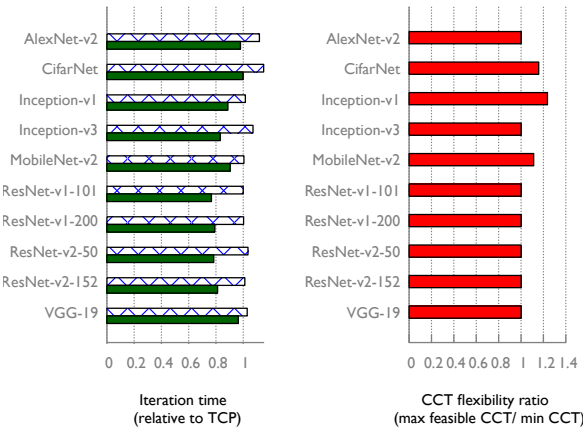 AlexNet-v2
CifarNet
Inception-v1
Inception-v3
MobileNet-v2
ResNet-v1-101
ResNet-v1-200
ResNet-v2-50
ResNet-v2-152
VGG-19
0 0.2 0.4 0.6 0.8 1
Iteration time
(relative to TCP)
AlexNet-v2
CifarNet
Inception-v1
Inception-v3
MobileNet-v2
ResNet-v1-101
ResNet-v1-200
ResNet-v2-50
ResNet-v2-152
VGG-19
0 0.2 0.4 0.6 0.8 1 1.2 1.4
CCT flexibility ratio
(max feasible CCT/ min CCT)